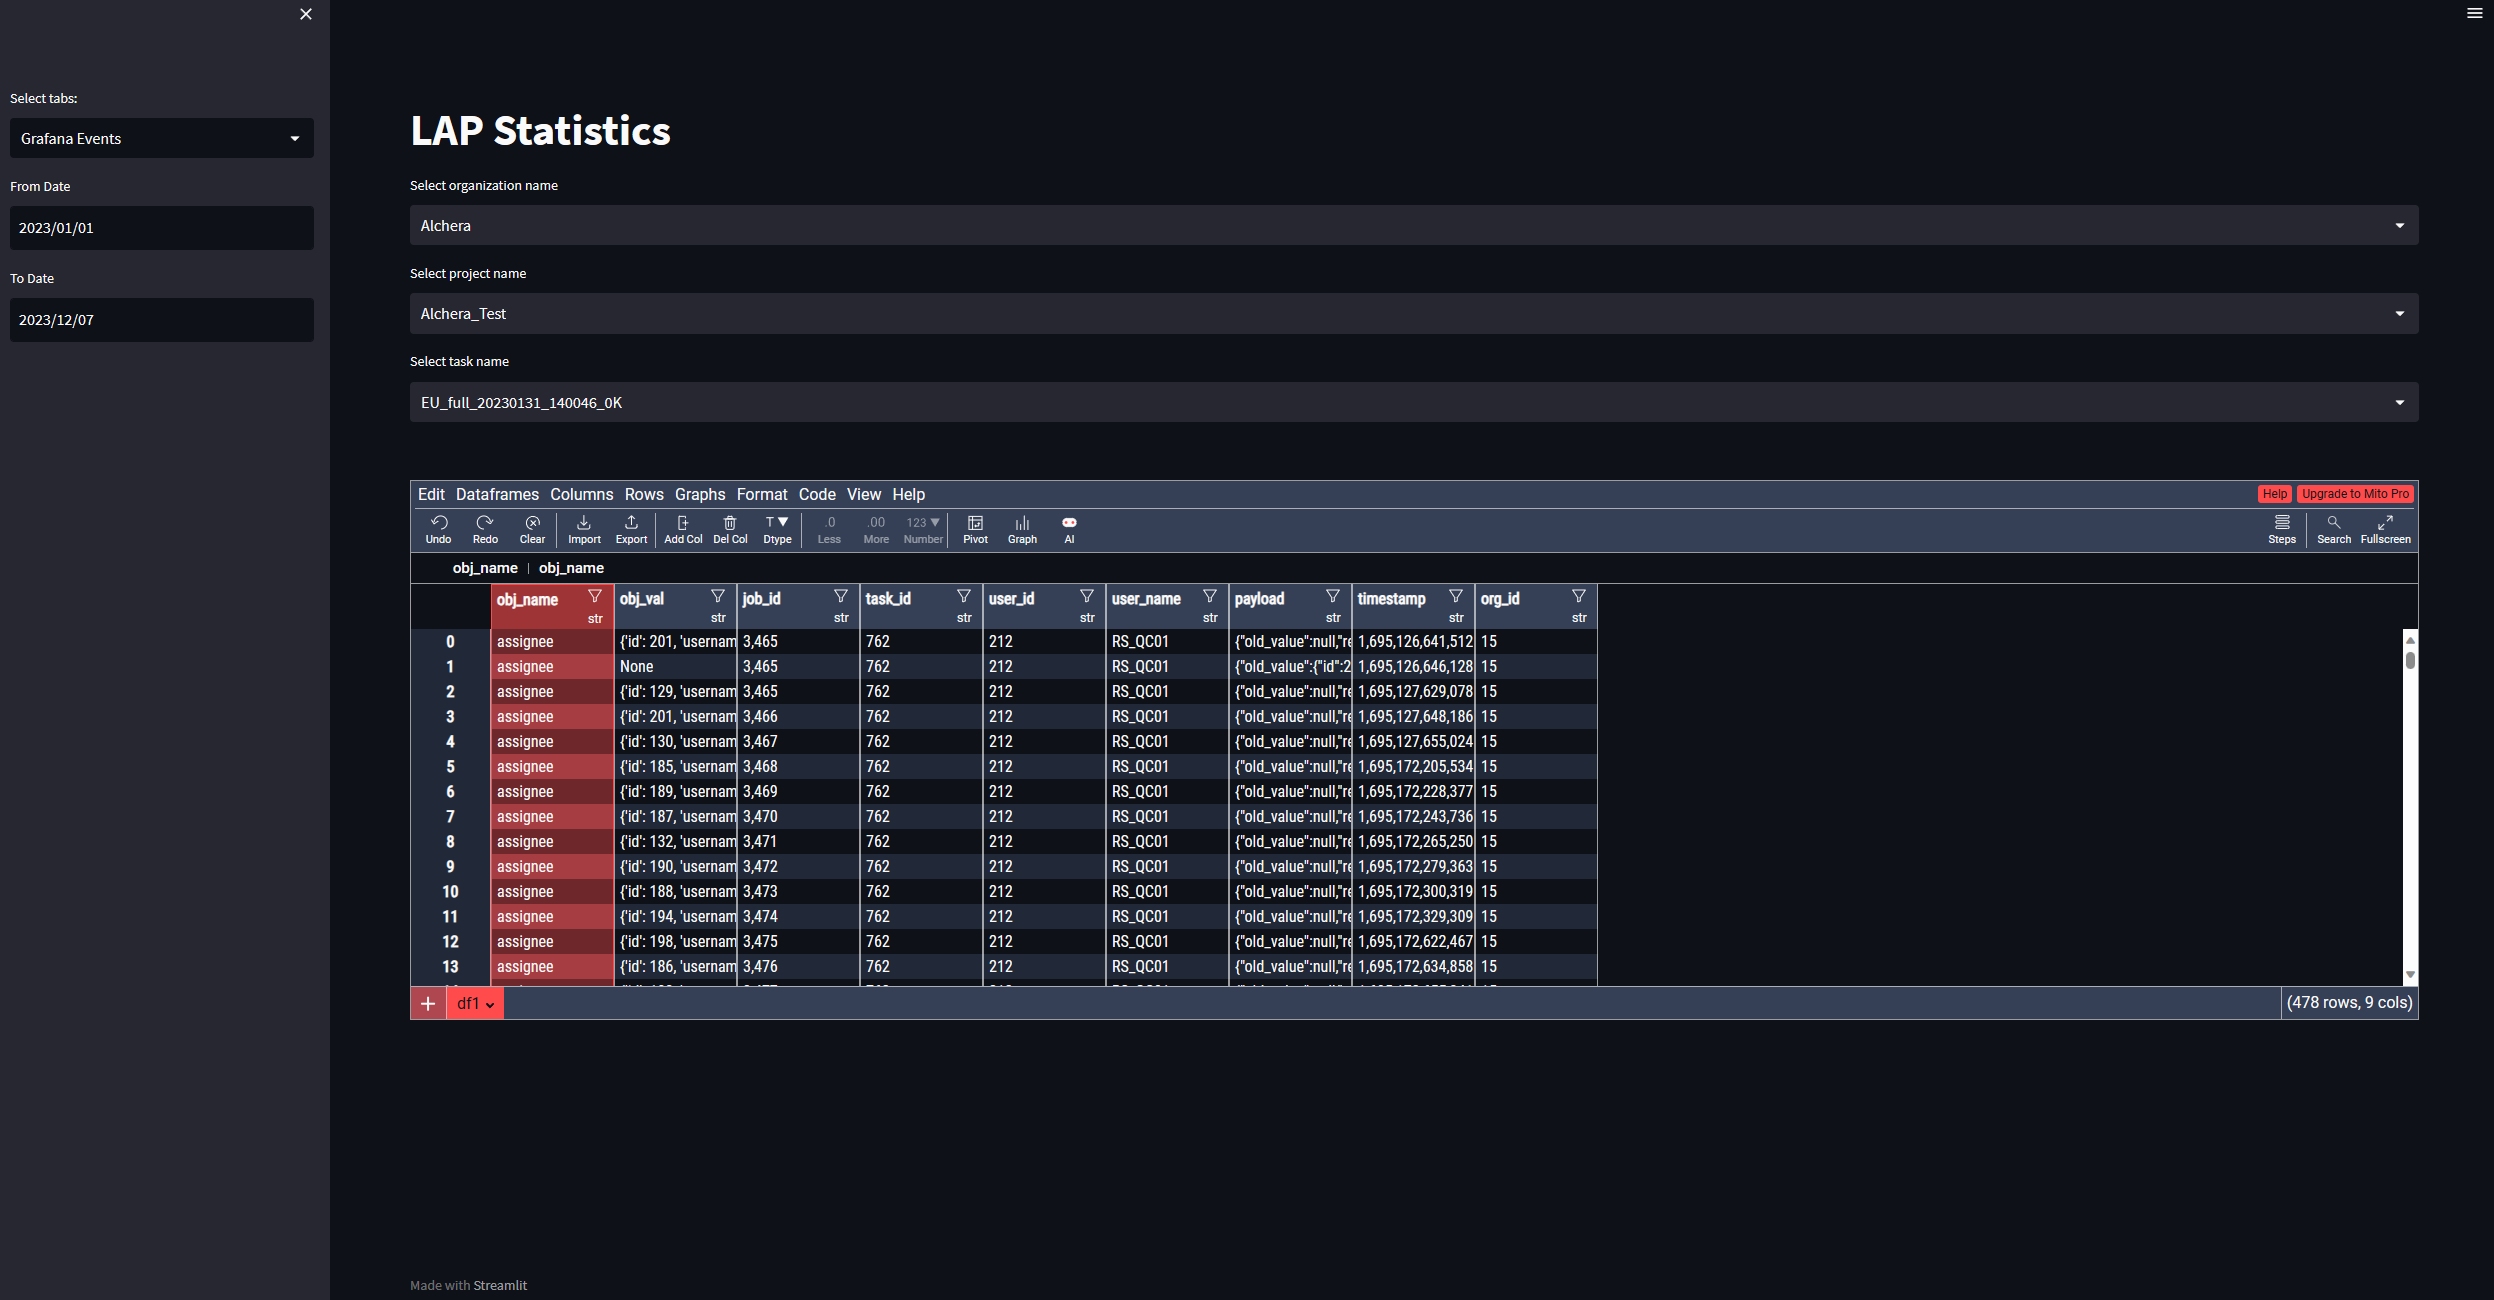 Select tabs:
Grafana Events
From Date
2023/01/01
To Date
2023/12/07
LAP Statistics
Select organization name
Alchera
Select project name
Alchera_Test
Select task name
EU_full_20230131_140046_0K
Edit Dataframes Columns Rows Graphs Format Code View Help Help Upgrade to Mito Pro
T .0 .00 123
Undo Redo Clear Import Export Add Col Del Col Dtype Less More Number Pivot Graph AI Steps Search Fullscreen
obj_name | obj_name
obj_name obj_val job_id task_id user_id user_name payload timestamp org_id
str str str str str str str str str
0 assignee {'id': 201, 'usernam 3,465 762 212 RS_QC01 {"old_value":null,"re 1,695,126,641,512 15
1 assignee None 3,465 762 212 RS_QC01 {"old_value":{"id":2 1,695,126,646,128 15
2 assignee {'id': 129, 'usernam 3,465 762 212 RS_QC01 {"old_value":null,"re 1,695,127,629,078 15
3 assignee {'id': 201, 'usernam 3,466 762 212 RS_QC01 {"old_value":null,"re 1,695,127,648,186 15
4 assignee {'id': 130, 'usernam 3,467 762 212 RS_QC01 {"old_value":null,"re 1,695,127,655,024 15
5 assignee {'id': 185, 'usernam 3,468 762 212 RS_QC01 {"old_value":null,"re 1,695,172,205,534 15
6 assignee {'id': 189, 'usernam 3,469 762 212 RS_QC01 {"old_value":null,"re 1,695,172,228,377 15
7 assignee {'id': 187, 'usernam 3,470 762 212 RS_QC01 {"old_value":null,"re 1,695,172,243,736 15
8 assignee {'id': 132, 'usernam 3,471 762 212 RS_QC01 {"old_value":null,"re 1,695,172,265,250 15
9 assignee {'id': 190, 'usernam 3,472 762 212 RS_QC01 {"old_value":null,"re 1,695,172,279,363 15
10 assignee {'id': 188, 'usernam 3,473 762 212 RS_QC01 {"old_value":null,"re 1,695,172,300,319 15
11 assignee {'id': 194, 'usernam 3,474 762 212 RS_QC01 {"old_value":null,"re 1,695,172,329,309 15
12 assignee {'id': 198, 'usernam 3,475 762 212 RS_QC01 {"old_value":null,"re 1,695,172,622,467 15
13 assignee {'id': 186, 'usernam 3,476 762 212 RS_QC01 {"old_value":null,"re 1,695,172,634,858 15
+ df1 (478 rows, 9 cols)
Made with Streamlit